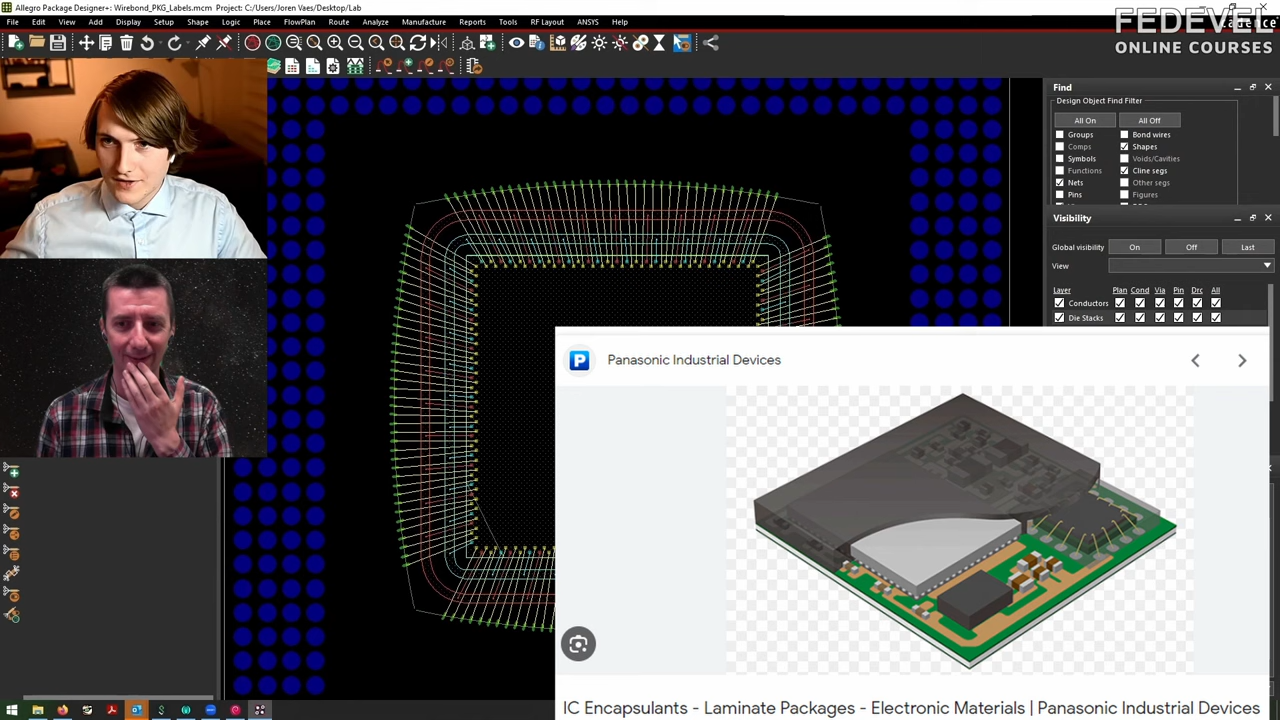 Allegro Package Designer+: Wirebond_PKG_Labels.mcm Project: C:/Users/Joren Vaes/Desktop/Lab
File Edit View Add Display Setup Shape Logic Place FlowPlan Route Analyze Manufacture Reports Tools RF Layout ANSYS Help
cadence
FEDEVEL
ONLINE COURSES
Find
Design Object Find Filter
All On All Off
Groups Bond wires
Comps Shapes
Symbols Voids/Cavities
Functions Cline segs
Nets Other segs
Pins Figures
Visibility
Global visibility On Off Last
View
Layer Plan Cond Via Pin Drc All
Conductors
Die Stacks
P Panasonic Industrial Devices
IC Encapsulants - Laminate Packages - Electronic Materials | Panasonic Industrial Devices